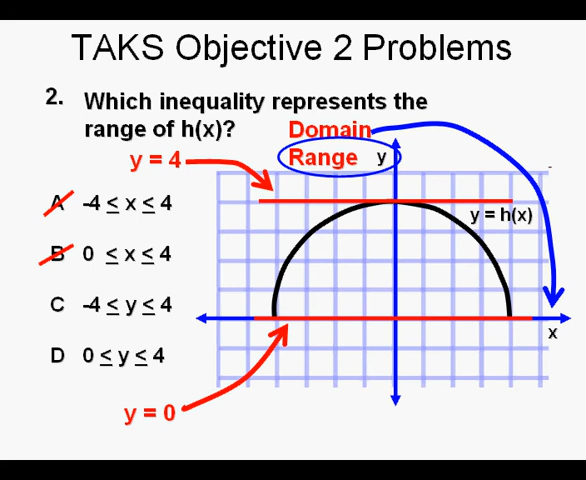 TAKS Objective 2 Problems
2. Which inequality represents the
range of h(x)?
Domain
Range
y
y = 4
A -4 ≤ x ≤ 4
y = h(x)
B 0 ≤ x ≤ 4
C -4 ≤ y ≤ 4
x
D 0 ≤ y ≤ 4
y = 0